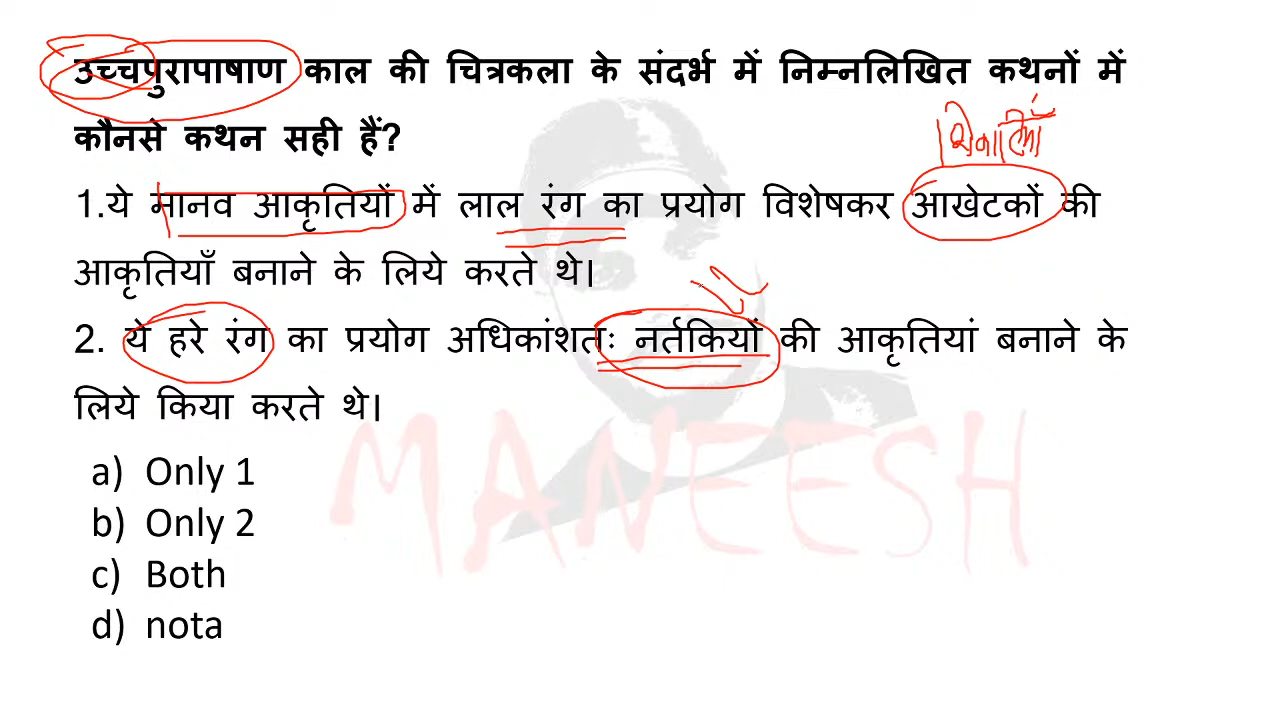 उच्चपुरापाषाण काल की चित्रकला के संदर्भ में निम्नलिखित कथनों में
कौनसे कथन सही हैं?
1.ये मानव आकृतियों में लाल रंग का प्रयोग विशेषकर आखेटकों की
आकृतियाँ बनाने के लिये करते थे।
2. ये हरे रंग का प्रयोग अधिकांशतः नर्तकियों की आकृतियां बनाने के
लिये किया करते थे।
a) Only 1
b) Only 2
c) Both
d) nota
MANEESH